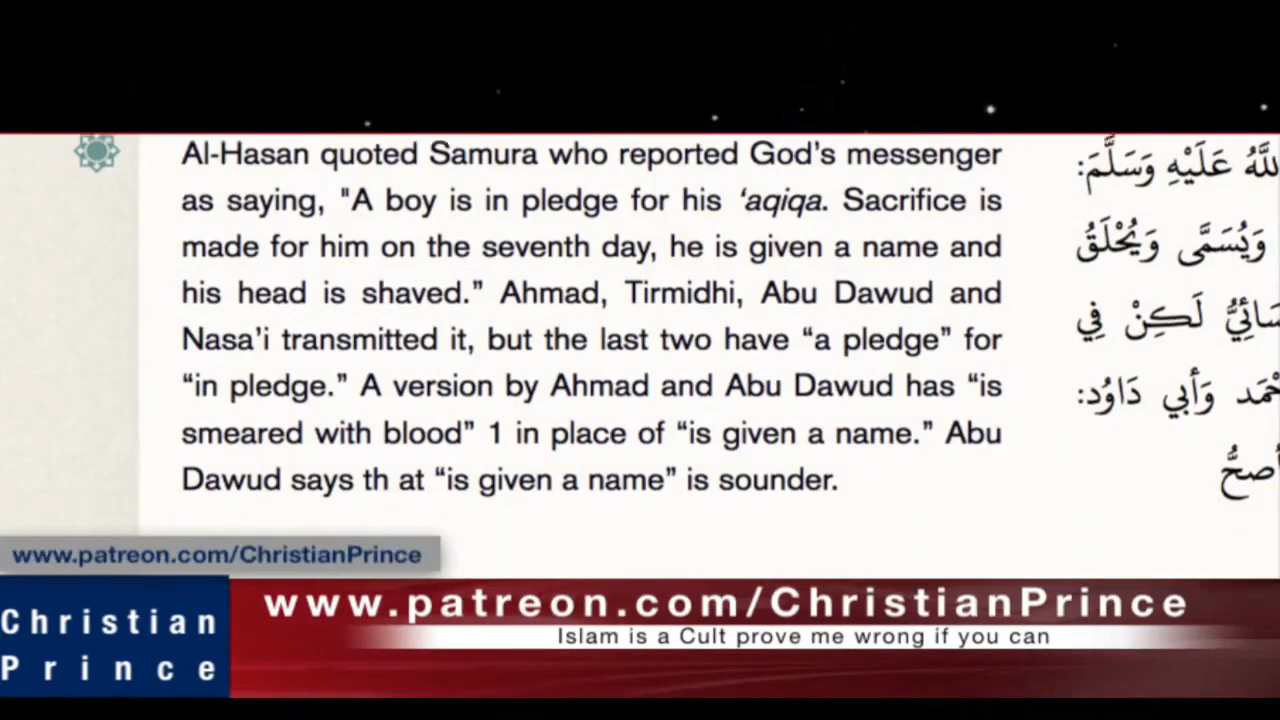 Al-Hasan quoted Samura who reported God's messenger
as saying, "A boy is in pledge for his ‘aqiqa. Sacrifice is
made for him on the seventh day, he is given a name and
his head is shaved.” Ahmad, Tirmidhi, Abu Dawud and
Nasa'i transmitted it, but the last two have “a pledge” for
“in pledge.” A version by Ahmad and Abu Dawud has “is
smeared with blood” 1 in place of “is given a name.” Abu
Dawud says th at “is given a name” is sounder.
عَلَيْهِ وَسَلَّمَ:
وَيُسَمَّى وَيُحْلَقُ
لَكِنْ فِي
وَأَبِي دَاوُد:
www.patreon.com/ChristianPrince
Christian
Prince
www.patreon.com/ChristianPrince
Islam is a Cult prove me wrong if you can